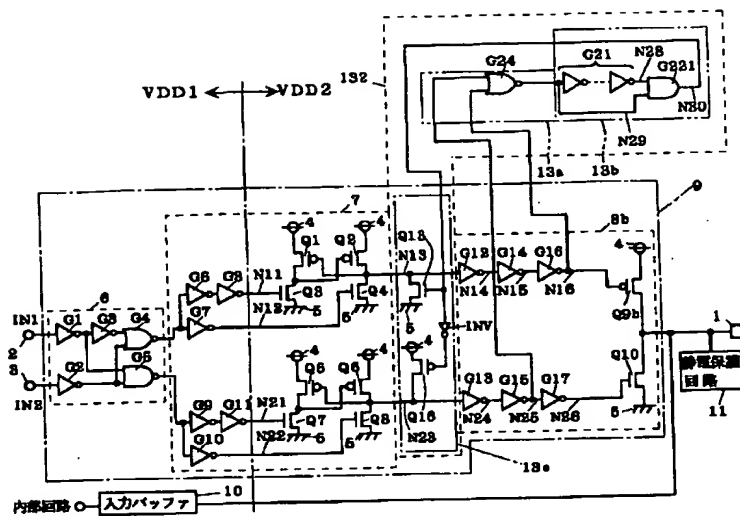 132
VDD1
VDD2
G24
G21
N28
G221
N30
N29
13a
13b
9
7
8b
4
4
Q1
Q2
Q13
N13
G12
G14
G16
4
6
G6
G8
N11
Q3
Q4
N14
N15
N16
IN1
G1
G3
G4
G7
N12
5
5
5
INV
Q9b
1
2
3
G2
G5
4
4
4
IN2
Q5
Q6
G13
G15
G17
Q10
静電保護
回路
G9
G11
N21
Q7
Q8
Q16
N24
N25
N26
11
G10
N22
5
5
N23
5
13c
内部回路
入力バッファ
10